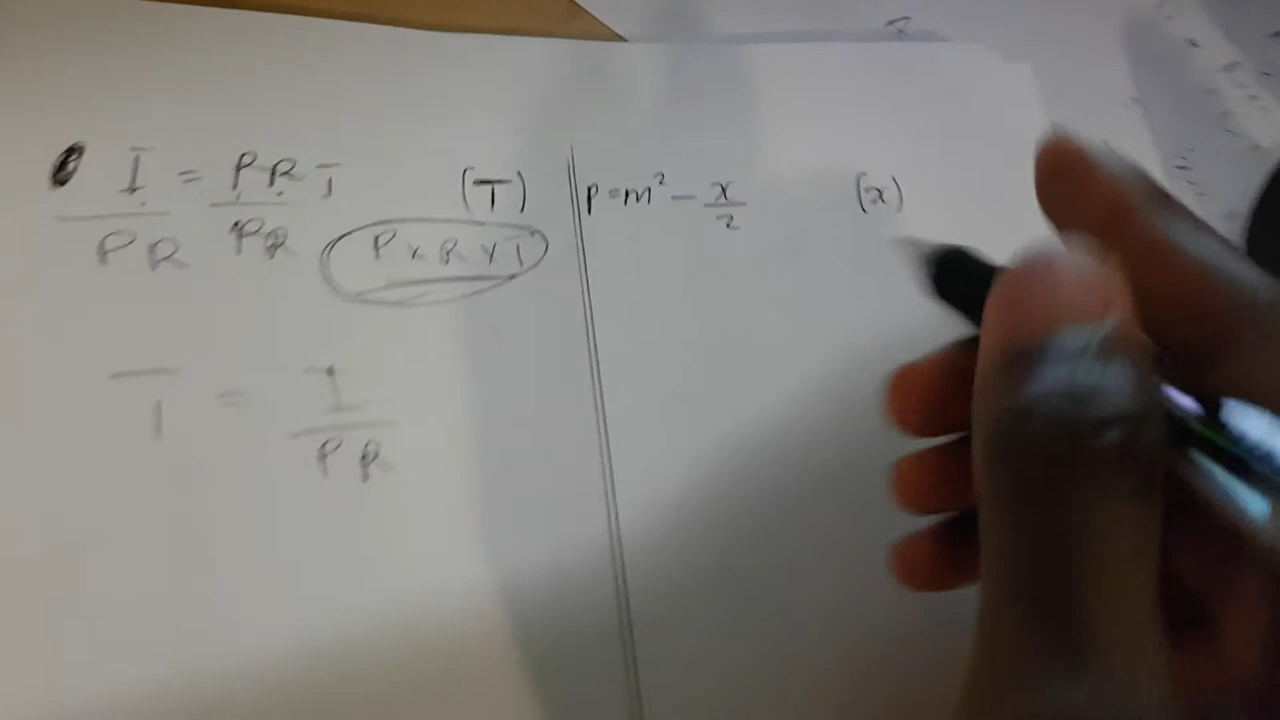 I = PRT (T)
PR PR P x R x T
T = I
PR
p = m² - x (x)
2